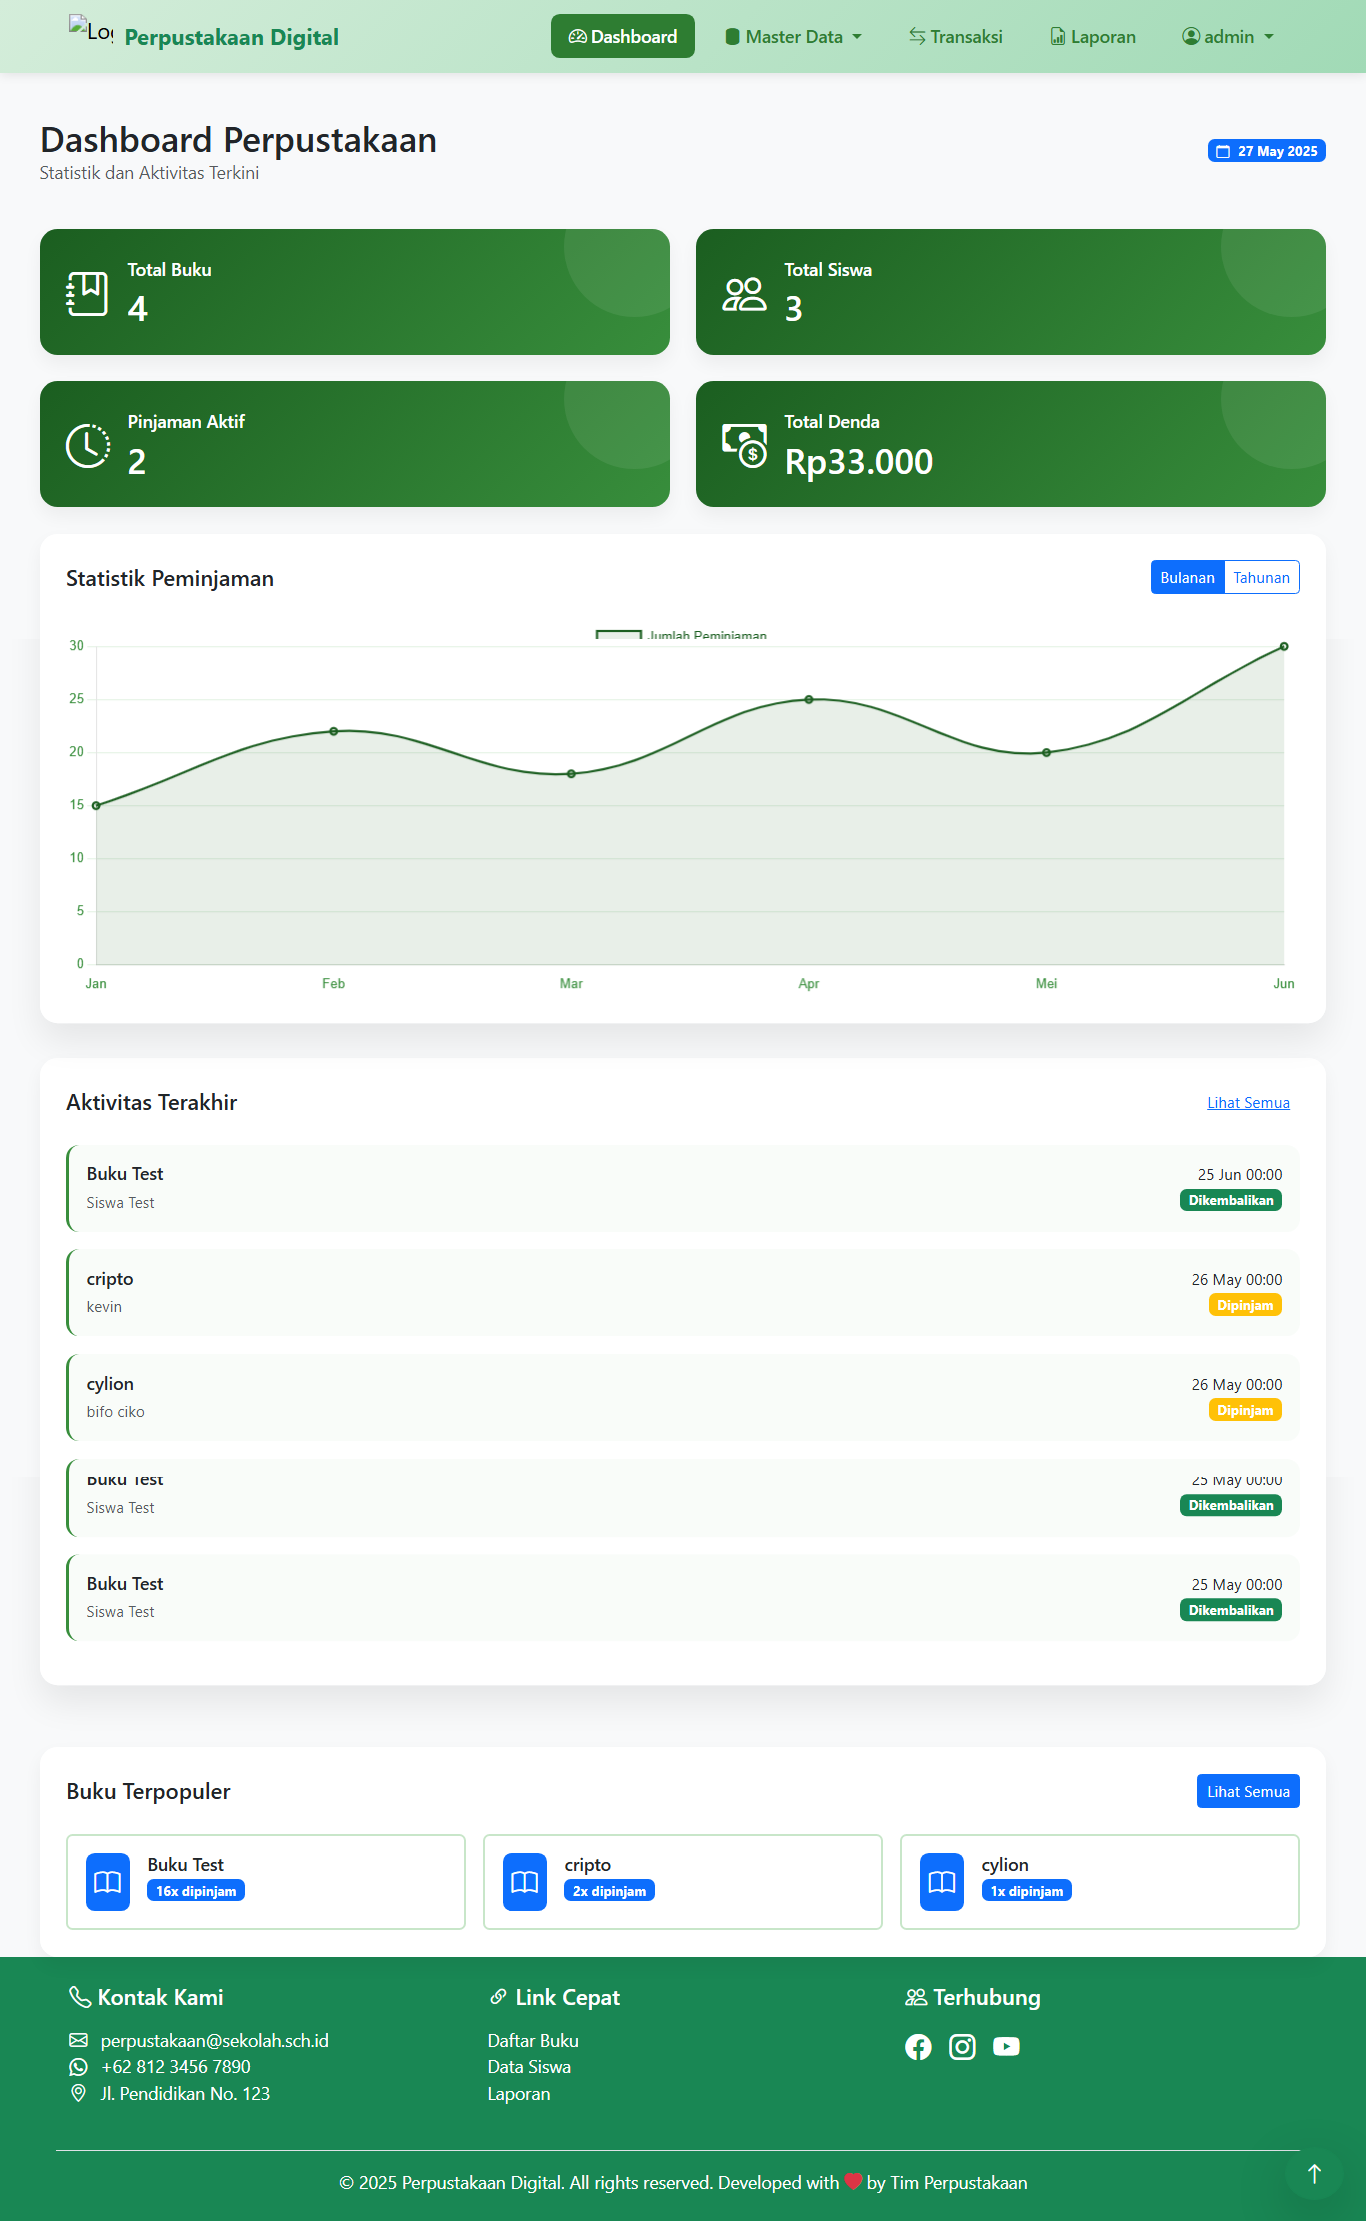 Log
Perpustakaan Digital
Dashboard
Master Data
Transaksi
Laporan
admin
Dashboard Perpustakaan
Statistik dan Aktivitas Terkini
27 May 2025
Total Buku
4
Total Siswa
3
Pinjaman Aktif
2
Total Denda
Rp33.000
Statistik Peminjaman
Bulanan
Tahunan
Jumlah Peminjaman
30
25
20
15
10
5
0
Jan
Feb
Mar
Apr
Mei
Jun
Aktivitas Terakhir
Lihat Semua
Buku Test
25 Jun 00:00
Siswa Test
Dikembalikan
cripto
26 May 00:00
kevin
Dipinjam
cylion
26 May 00:00
bifo ciko
Dipinjam
Buku Test
25 May 00:00
Siswa Test
Dikembalikan
Buku Test
25 May 00:00
Siswa Test
Dikembalikan
Buku Terpopuler
Lihat Semua
Buku Test
16x dipinjam
cripto
2x dipinjam
cylion
1x dipinjam
Kontak Kami
perpustakaan@sekolah.sch.id
+62 812 3456 7890
Jl. Pendidikan No. 123
Link Cepat
Daftar Buku
Data Siswa
Laporan
Terhubung
© 2025 Perpustakaan Digital. All rights reserved. Developed with ❤ by Tim Perpustakaan